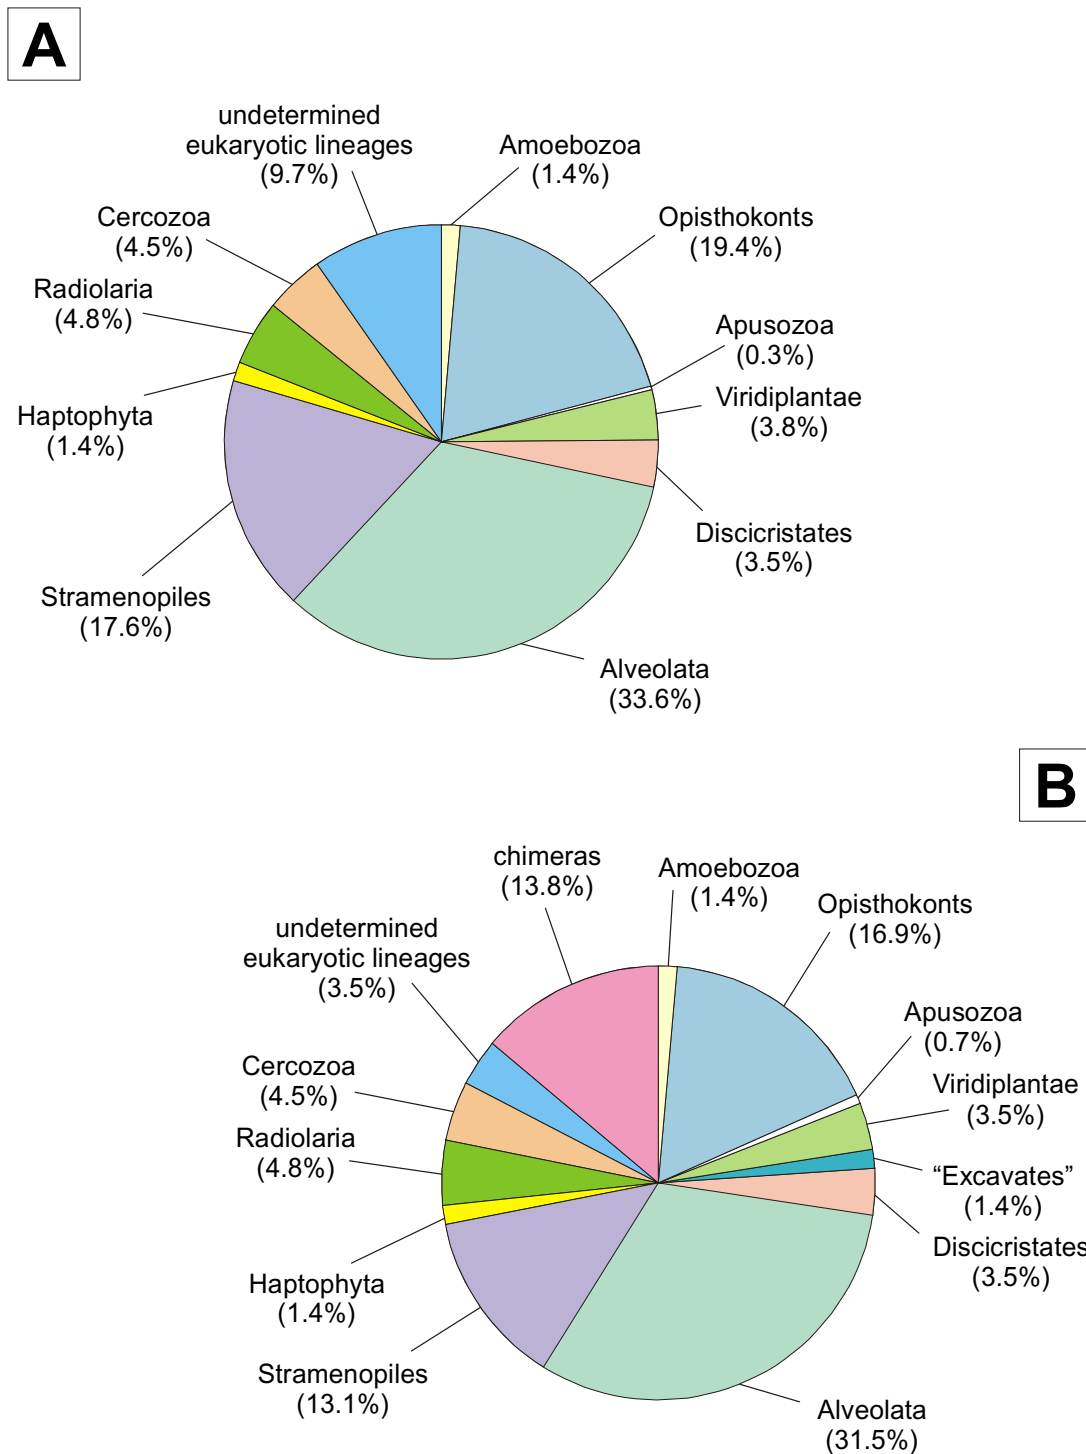 A
undetermined
eukaryotic lineages
(9.7%)
Amoebozoa
(1.4%)
Cercozoa
(4.5%)
Opisthokonts
(19.4%)
Radiolaria
(4.8%)
Apusozoa
(0.3%)
Viridiplantae
(3.8%)
Haptophyta
(1.4%)
Discicristates
(3.5%)
Stramenopiles
(17.6%)
Alveolata
(33.6%)
B
chimeras
(13.8%)
Amoebozoa
(1.4%)
Opisthokonts
(16.9%)
undetermined
eukaryotic lineages
(3.5%)
Apusozoa
(0.7%)
Cercozoa
(4.5%)
Viridiplantae
(3.5%)
Radiolaria
(4.8%)
“Excavates”
(1.4%)
Discicristates
(3.5%)
Haptophyta
(1.4%)
Stramenopiles
(13.1%)
Alveolata
(31.5%)